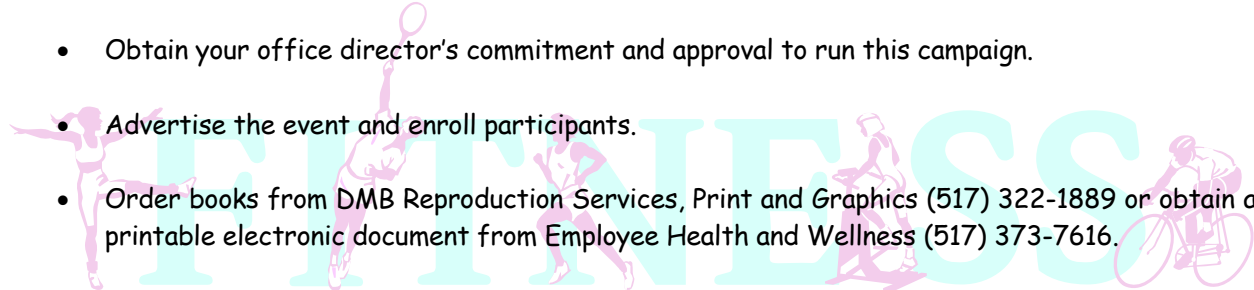 • Obtain your office director's commitment and approval to run this campaign.
• Advertise the event and enroll participants.
FITNESS
• Order books from DMB Reproduction Services, Print and Graphics (517) 322-1889 or obtain a
printable electronic document from Employee Health and Wellness (517) 373-7616.